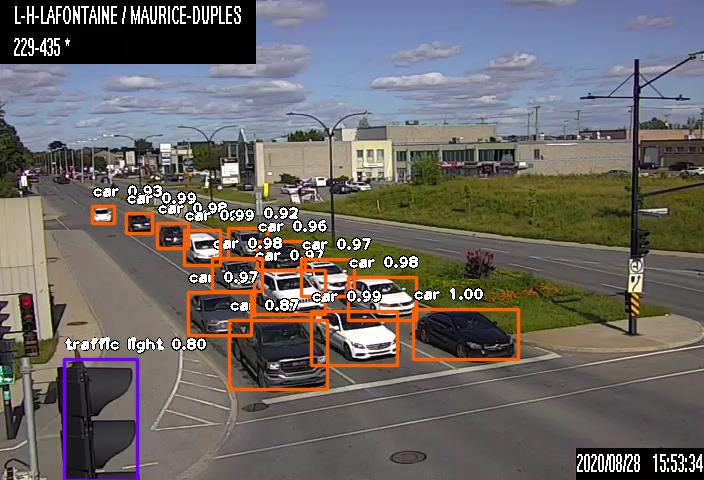 L-H-LAFONTAINE / MAURICE-DUPLES
229-435 *
car 0.93
car 0.99
car 0.98
car 0.99
0.92
car 0.96
car 0.98
car 0.97
car 0.97
car 0.98
car 0.97
car 0.87
car 0.99
car 1.00
traffic light 0.80
2020/08/28 15:53:34